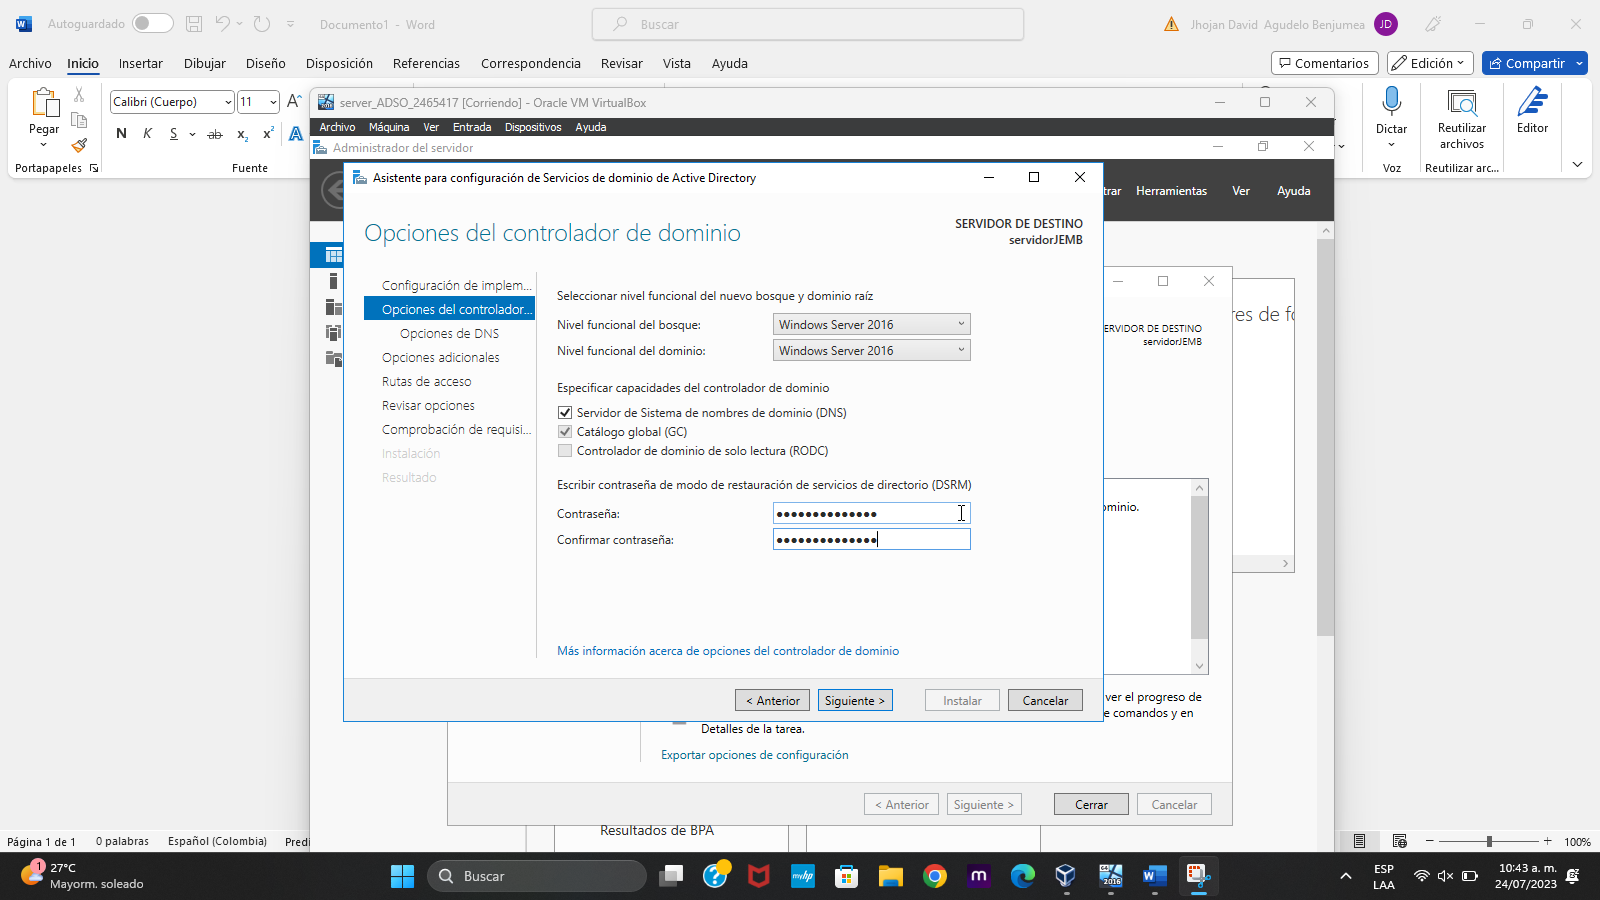 Autoguardado
Documento1 - Word
Buscar
Jhojan David Agudelo Benjumea
JD
Archivo
Inicio
Insertar
Dibujar
Diseño
Disposición
Referencias
Correspondencia
Revisar
Vista
Ayuda
Comentarios
Edición
Compartir
Pegar
Portapapeles
Calibri (Cuerpo)
11
A
N K S ab x₂ x² A
Fuente
Dictar
Voz
Reutilizar
archivos
Reutilizar arc...
Editor
server_ADSO_2465417 [Corriendo] - Oracle VM VirtualBox
Archivo Máquina Ver Entrada Dispositivos Ayuda
Administrador del servidor
trar Herramientas Ver Ayuda
Asistente para configuración de Servicios de dominio de Active Directory
Opciones del controlador de dominio
SERVIDOR DE DESTINO
servidorJEMB
Configuración de implem...
Opciones del controlador...
Opciones de DNS
Opciones adicionales
Rutas de acceso
Revisar opciones
Comprobación de requisi...
Instalación
Resultado
Seleccionar nivel funcional del nuevo bosque y dominio raíz
Nivel funcional del bosque: Windows Server 2016
Nivel funcional del dominio: Windows Server 2016
Especificar capacidades del controlador de dominio
Servidor de Sistema de nombres de dominio (DNS)
Catálogo global (GC)
Controlador de dominio de solo lectura (RODC)
Escribir contraseña de modo de restauración de servicios de directorio (DSRM)
Contraseña: ●●●●●●●●●●●●●●
Confirmar contraseña: ●●●●●●●●●●●●●●
Más información acerca de opciones del controlador de dominio
< Anterior
Siguiente >
Instalar
Cancelar
res de fo
ERVIDOR DE DESTINO
servidorJEMB
ominio.
ver el progreso de
e comandos y en
Detalles de la tarea.
Exportar opciones de configuración
< Anterior
Siguiente >
Cerrar
Cancelar
Resultados de BPA
Página 1 de 1
0 palabras
Español (Colombia)
Predi
100%
1
27°C
Mayorm. soleado
Buscar
myhp
m
2016
ESP
LAA
10:43 a. m.
24/07/2023